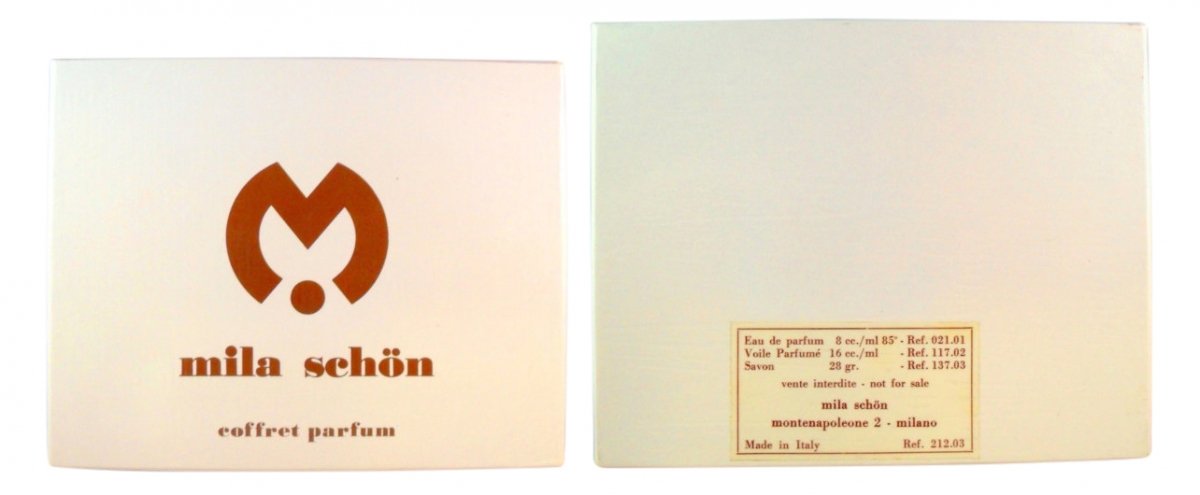 mila schön
coffret parfum
Eau de parfum 8 cc./ml 85° - Ref. 021.01
Voile Parfumé 16 cc./ml - Ref. 117.02
Savon 28 gr. - Ref. 137.03
vente interdite - not for sale
mila schön
montenapoleone 2 - milano
Made in Italy Ref. 212.03